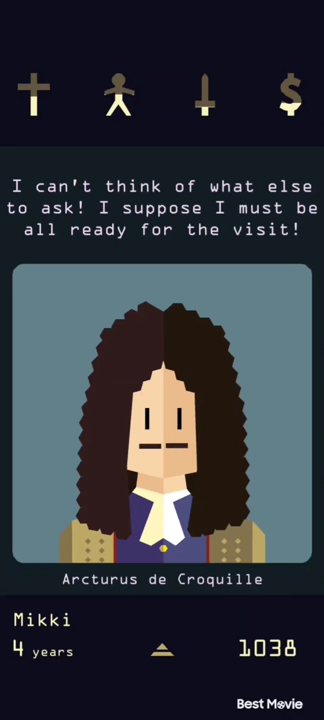 I can't think of what else
to ask! I suppose I must be
all ready for the visit!
Arcturus de Croquille
Mikki
4 years
1038
Best Movie